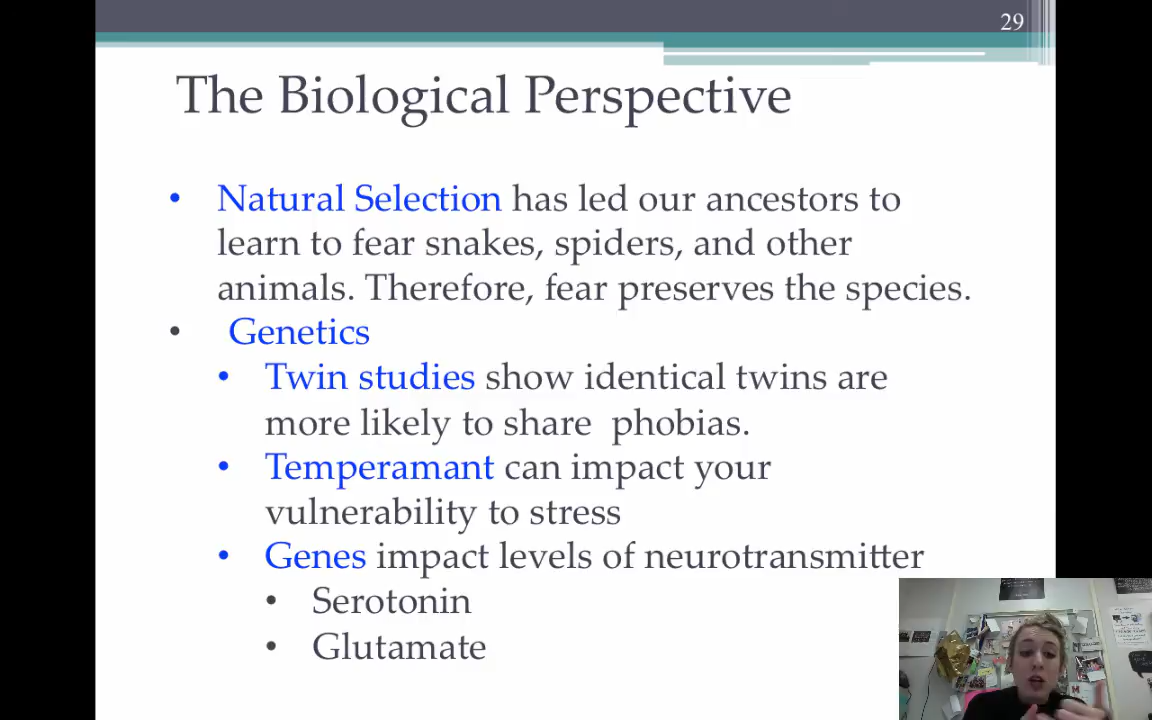 29
The Biological Perspective
• Natural Selection has led our ancestors to
learn to fear snakes, spiders, and other
animals. Therefore, fear preserves the species.
• Genetics
• Twin studies show identical twins are
more likely to share phobias.
• Temperamant can impact your
vulnerability to stress
• Genes impact levels of neurotransmitter
• Serotonin
• Glutamate